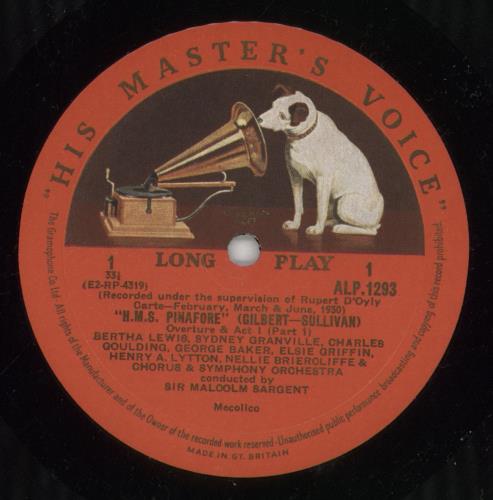 "HIS MASTER'S VOICE"
1 LONG PLAY 1
33⅓
(E2-RP-4319) ALP.1293
(Recorded under the supervision of Rupert D'Oyly
Carte—February, March & June, 1930)
"H.M.S. PINAFORE" (GILBERT—SULLIVAN)
Overture & Act 1 (Part 1)
BERTHA LEWIS, SYDNEY GRANVILLE, CHARLES
GOULDING, GEORGE BAKER, ELSIE GRIFFIN,
HENRY A. LYTTON, NELLIE BRIERCLIFFE &
CHORUS & SYMPHONY ORCHESTRA
conducted by
SIR MALCOLM SARGENT
Mecolico
The Gramophone Co. Ltd. All rights of the Manufacturer and of the Owner of the recorded work reserved-Unauthorised public performance broadcasting and copying of this record prohibited.
MADE IN GT. BRITAIN